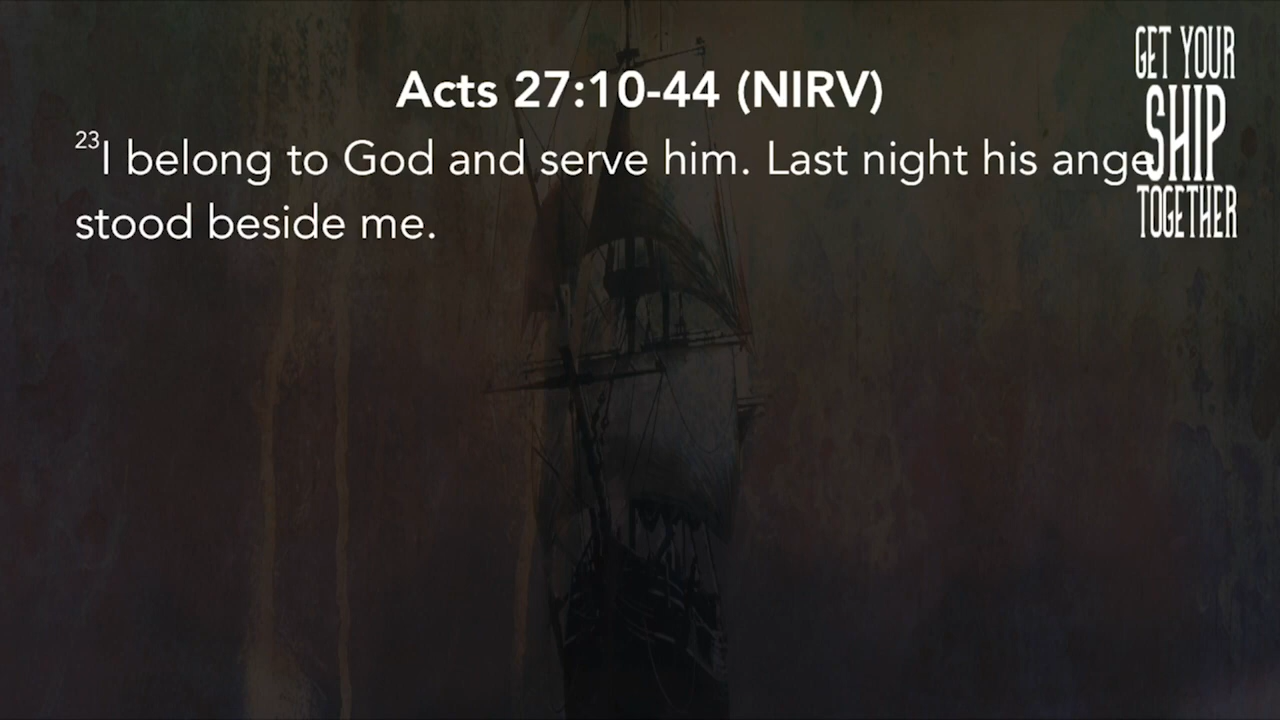 Acts 27:10-44 (NIRV)
23I belong to God and serve him. Last night his ange
stood beside me.
GET YOUR
SHIP
TOGETHER